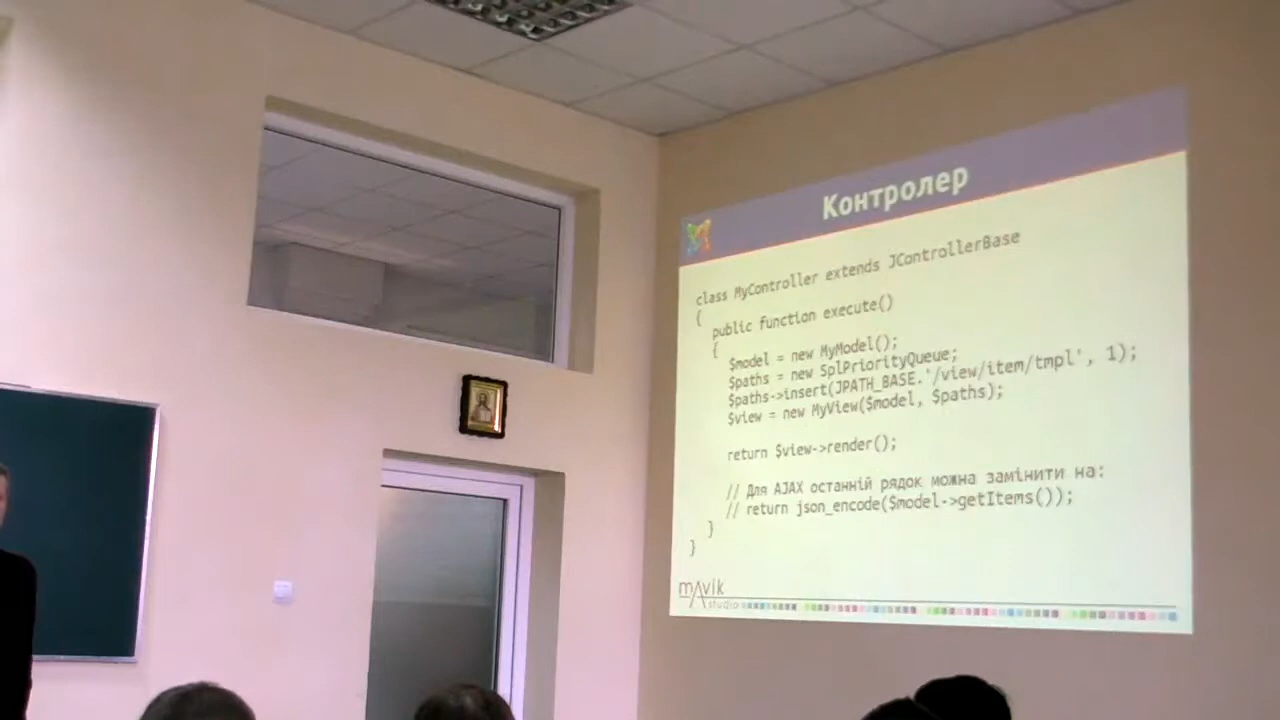 Контролер
class MyController extends JControllerBase
{
public function execute()
{
$model = new MyModel();
$paths = new SplPriorityQueue;
$paths->insert(JPATH_BASE.'/view/item/tmpl', 1);
$view = new MyView($model, $paths);
return $view->render();
// Для AJAX останній рядок можна замінити на:
// return json_encode($model->getItems());
}
}
mAvik
studio